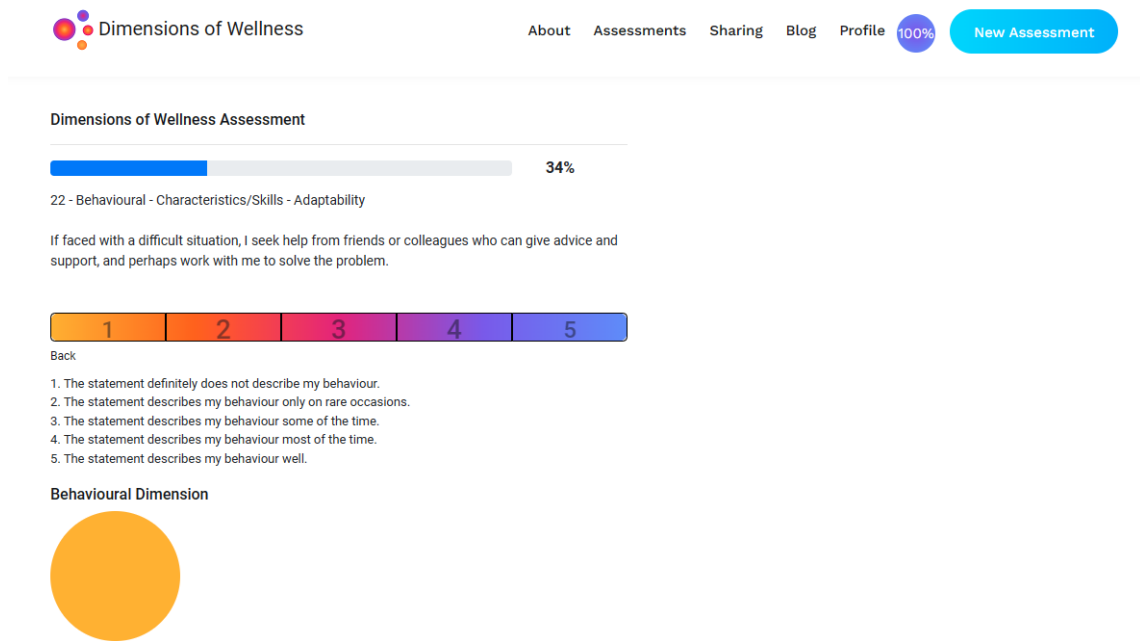 Dimensions of Wellness
About
Assessments
Sharing
Blog
Profile
100%
New Assessment
Dimensions of Wellness Assessment
34%
22 - Behavioural - Characteristics/Skills - Adaptability
If faced with a difficult situation, I seek help from friends or colleagues who can give advice and
support, and perhaps work with me to solve the problem.
1
2
3
4
5
Back
1. The statement definitely does not describe my behaviour.
2. The statement describes my behaviour only on rare occasions.
3. The statement describes my behaviour some of the time.
4. The statement describes my behaviour most of the time.
5. The statement describes my behaviour well.
Behavioural Dimension